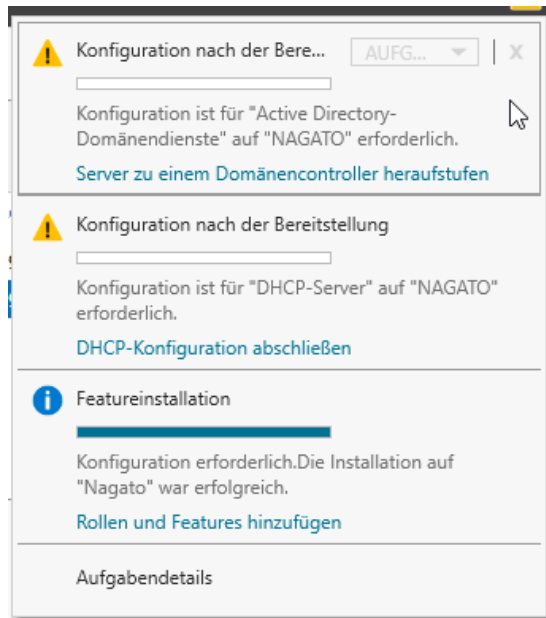 Konfiguration nach der Bere... AUFG... X
Konfiguration ist für "Active Directory-
Domänendienste" auf "NAGATO" erforderlich.
Server zu einem Domänencontroller heraufstufen
Konfiguration nach der Bereitstellung
Konfiguration ist für "DHCP-Server" auf "NAGATO"
erforderlich.
DHCP-Konfiguration abschließen
Featureinstallation
Konfiguration erforderlich.Die Installation auf
"Nagato" war erfolgreich.
Rollen und Features hinzufügen
Aufgabendetails